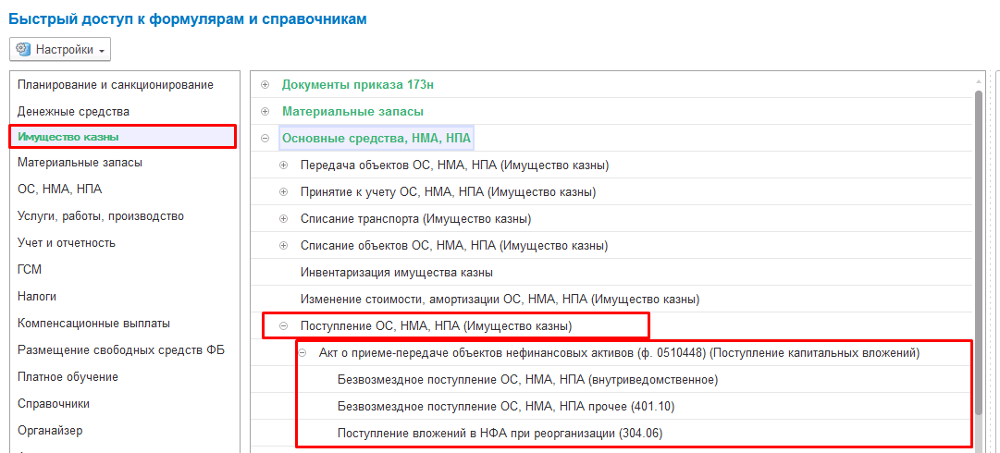 Быстрый доступ к формулярам и справочникам
Настройки
Планирование и санкционирование
Денежные средства
Имущество казны
Материальные запасы
ОС, НМА, НПА
Услуги, работы, производство
Учет и отчетность
ГСМ
Налоги
Компенсационные выплаты
Размещение свободных средств ФБ
Платное обучение
Справочники
Органайзер
Документы приказа 173н
Материальные запасы
Основные средства, НМА, НПА
Передача объектов ОС, НМА, НПА (Имущество казны)
Принятие к учету ОС, НМА, НПА (Имущество казны)
Списание транспорта (Имущество казны)
Списание объектов ОС, НМА, НПА (Имущество казны)
Инвентаризация имущества казны
Изменение стоимости, амортизации ОС, НМА, НПА (Имущество казны)
Поступление ОС, НМА, НПА (Имущество казны)
Акт о приеме-передаче объектов нефинансовых активов (ф. 0510448) (Поступление капитальных вложений)
Безвозмездное поступление ОС, НМА, НПА (внутриведомственное)
Безвозмездное поступление ОС, НМА, НПА прочее (401.10)
Поступление вложений в НФА при реорганизации (304.06)